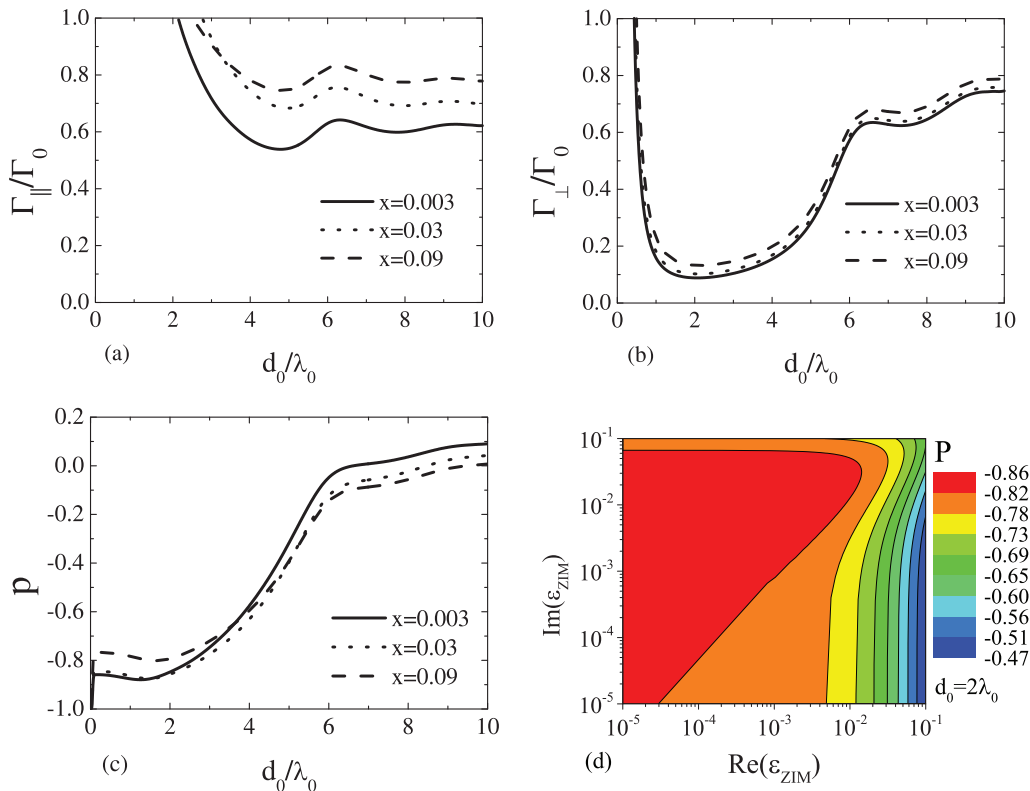 1.0
0.8
0.6
0.4
0.2
0.0
Γ∥/Γ0
x=0.003
x=0.03
x=0.09
0 2 4 6 8 10
(a)
d0/λ0
1.0
0.8
0.6
0.4
0.2
0.0
Γ⊥/Γ0
x=0.003
x=0.03
x=0.09
0 2 4 6 8 10
(b)
d0/λ0
0.2
0.0
-0.2
-0.4
-0.6
-0.8
-1.0
p
x=0.003
x=0.03
x=0.09
0 2 4 6 8 10
(c)
d0/λ0
10^-1
10^-2
10^-3
10^-4
10^-5
Im(εZIM)
10^-5 10^-4 10^-3 10^-2 10^-1
(d)
Re(εZIM)
P
-0.86
-0.82
-0.78
-0.73
-0.69
-0.65
-0.60
-0.56
-0.51
-0.47
d0=2λ0